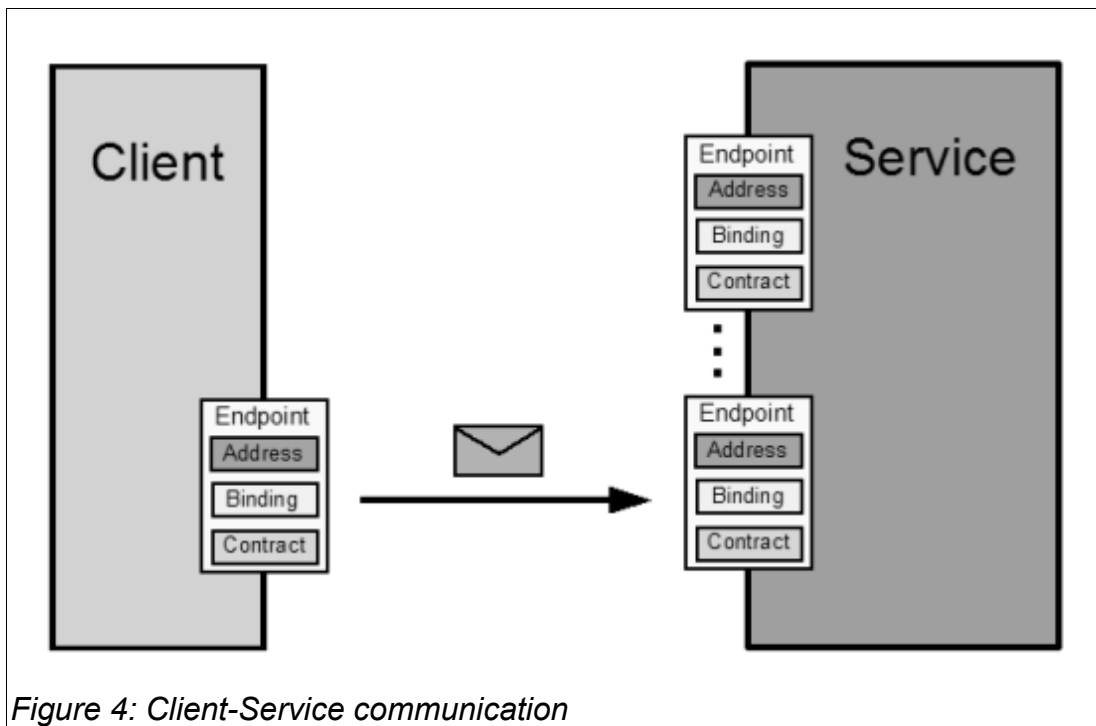 Client
Service
Endpoint
Address
Binding
Contract
Endpoint
Address
Binding
Contract
Endpoint
Address
Binding
Contract
Figure 4: Client-Service communication